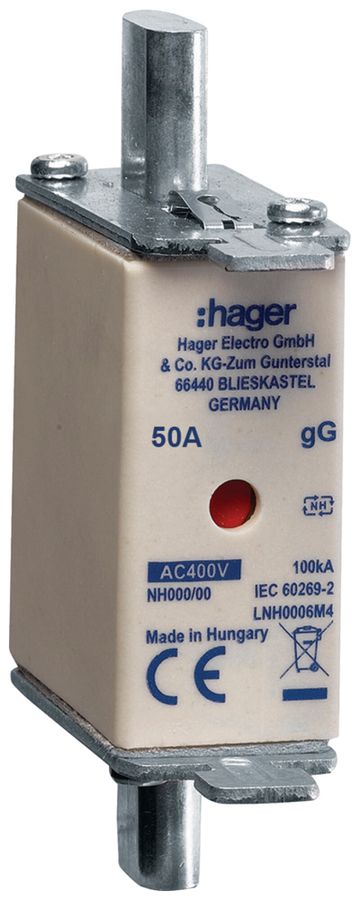 :hager
Hager Electro GmbH
& Co. KG-Zum Gunterstal
66440 BLIESKASTEL
GERMANY
50A gG
NH
AC400V 100kA
NH000/00 IEC 60269-2
LNH0006M4
Made in Hungary
CE